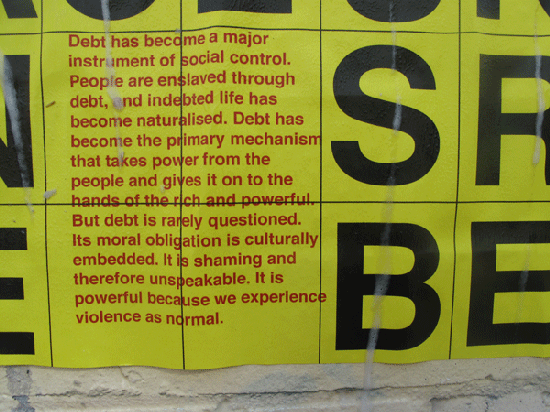 Debt has become a major
instrument of social control.
People are enslaved through
debt, and indebted life has
become naturalised. Debt has
become the primary mechanism
that takes power from the
people and gives it on to the
hands of the rich and powerful.
But debt is rarely questioned.
Its moral obligation is culturally
embedded. It is shaming and
therefore unspeakable. It is
powerful because we experience
violence as normal.
S R
B E